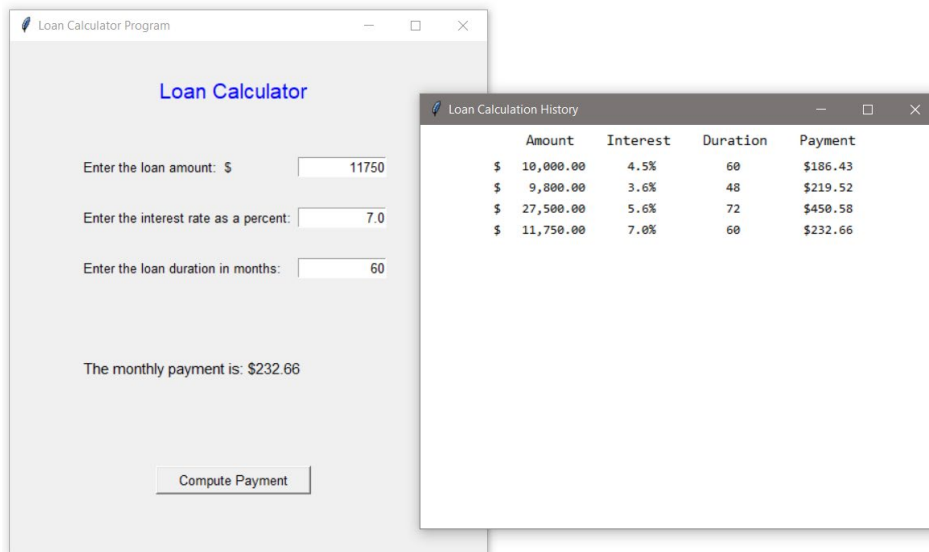 Loan Calculator Program
Loan Calculator
Enter the loan amount: $ 11750
Enter the interest rate as a percent: 7.0
Enter the loan duration in months: 60
The monthly payment is: $232.66
Compute Payment
Loan Calculation History
Amount Interest Duration Payment
$ 10,000.00 4.5% 60 $186.43
$ 9,800.00 3.6% 48 $219.52
$ 27,500.00 5.6% 72 $450.58
$ 11,750.00 7.0% 60 $232.66